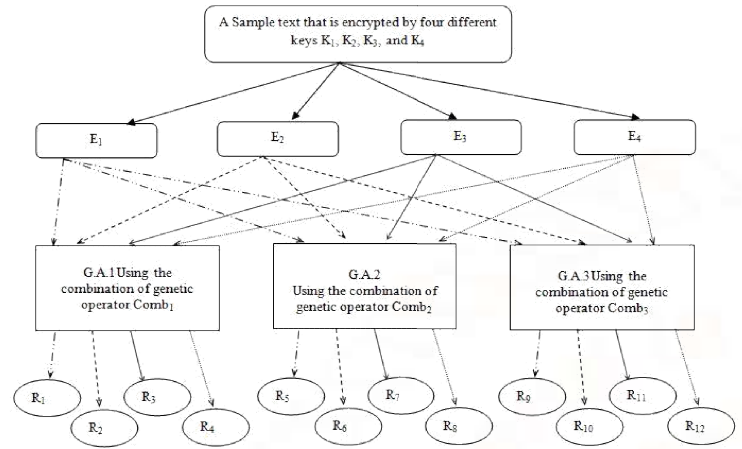 A Sample text that is encrypted by four different
keys K₁, K₂, K₃, and K₄
E₁
E₂
E₃
E₄
G.A.1 Using the
combination of genetic
operator Comb₁
G.A.2
Using the combination of
genetic operator Comb₂
G.A.3 Using the
combination of genetic
operator Comb₃
R₁
R₂
R₃
R₄
R₅
R₆
R₇
R₈
R₉
R₁₀
R₁₁
R₁₂